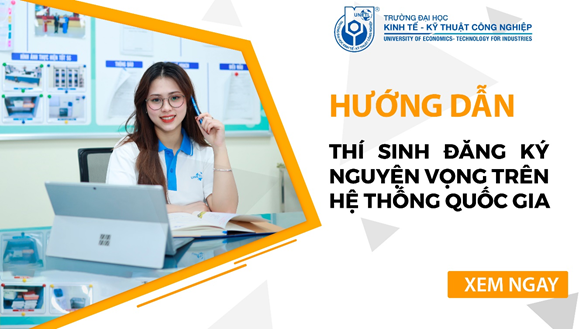 TRƯỜNG ĐẠI HỌC
KINH TẾ - KỸ THUẬT CÔNG NGHIỆP
UNIVERSITY OF ECONOMICS- TECHNOLOGY FOR INDUSTRIES
HƯỚNG DẪN
THÍ SINH ĐĂNG KÝ
NGUYỆN VỌNG TRÊN
HỆ THỐNG QUỐC GIA
XEM NGAY